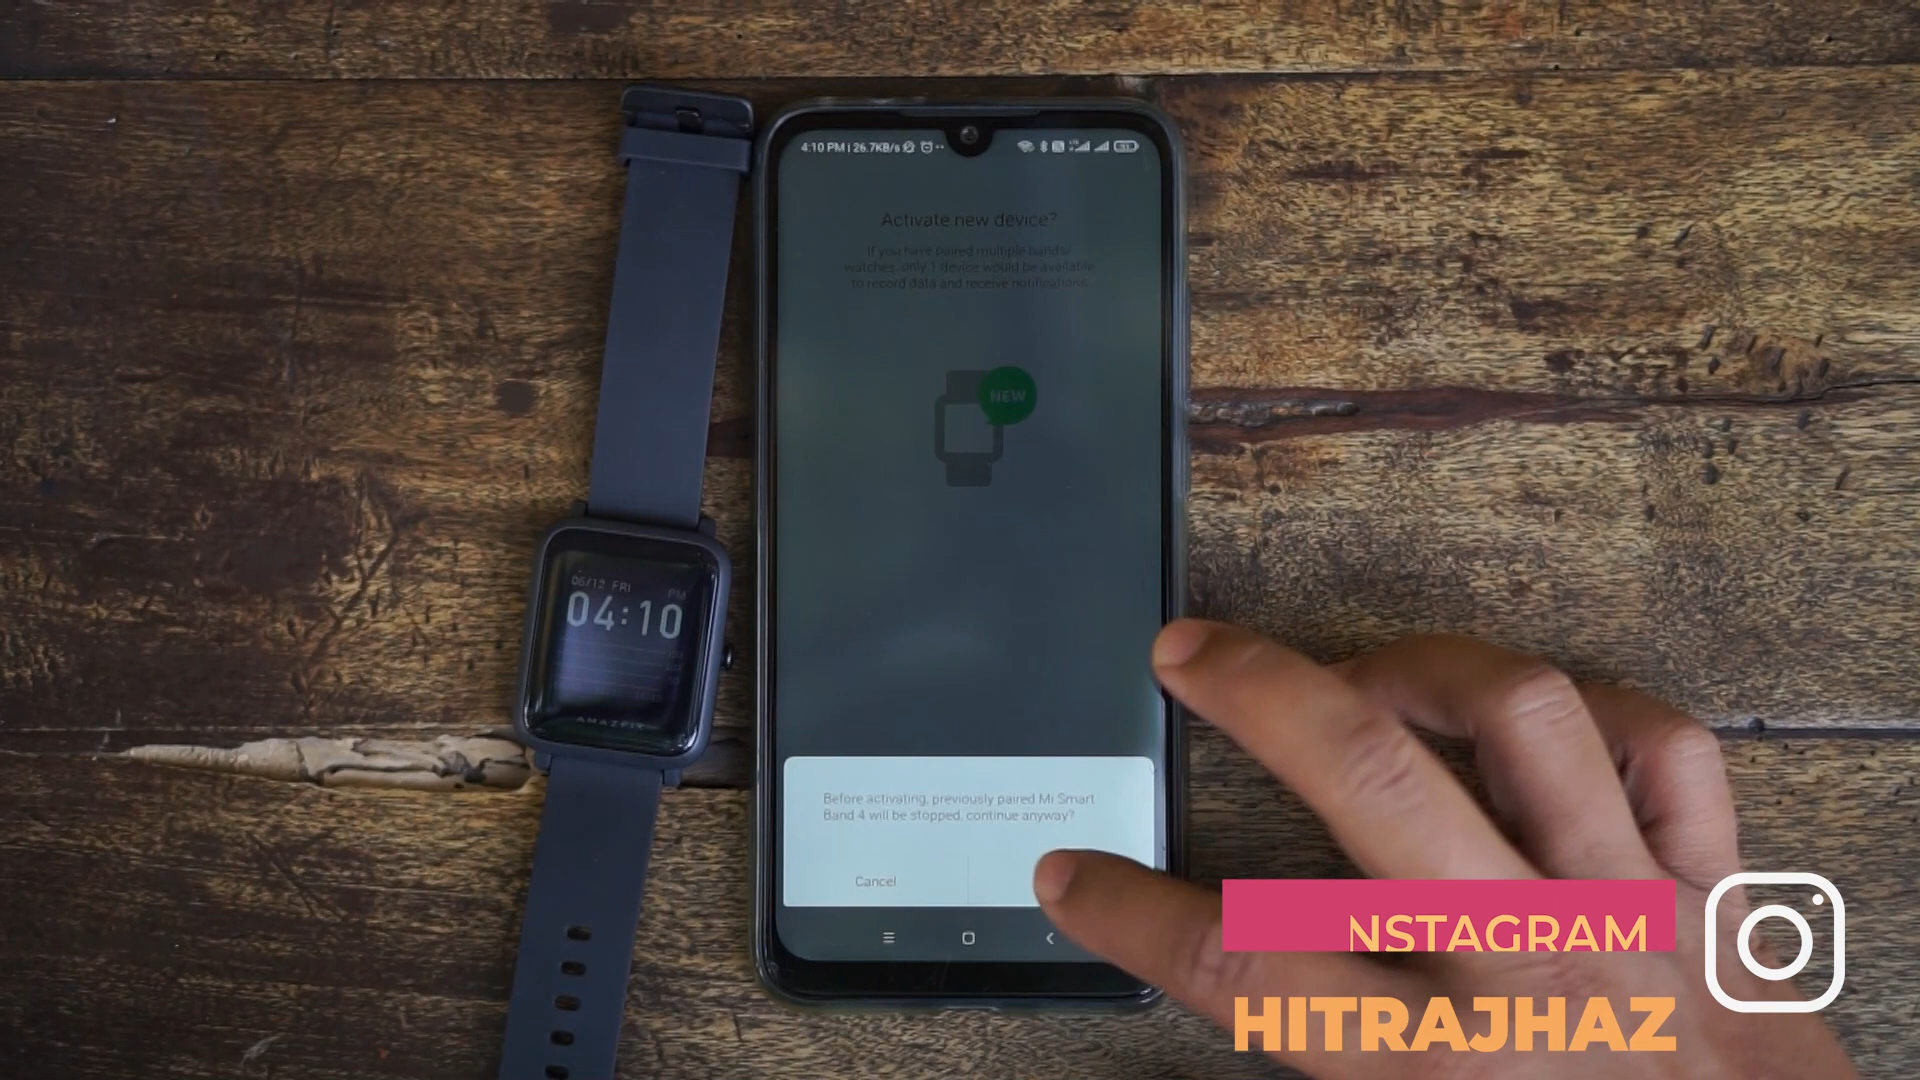 4:10 PM | 26.7KB/s
Activate new device?
If you have paired multiple bands/
watches, only 1 device would be available
to record data and receive notifications.
NEW
06/12 FRI
PM
04:10
AMAZFIT
Before activating, previously paired Mi Smart
Band 4 will be stopped, continue anyway?
Cancel
NSTAGRAM
HITRAJHAZ